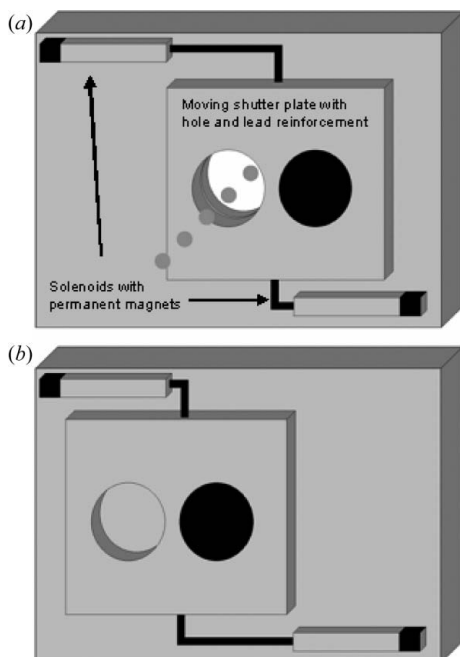 (a)
Moving shutter plate with
hole and lead reinforcement
Solenoids with
permanent magnets
(b)